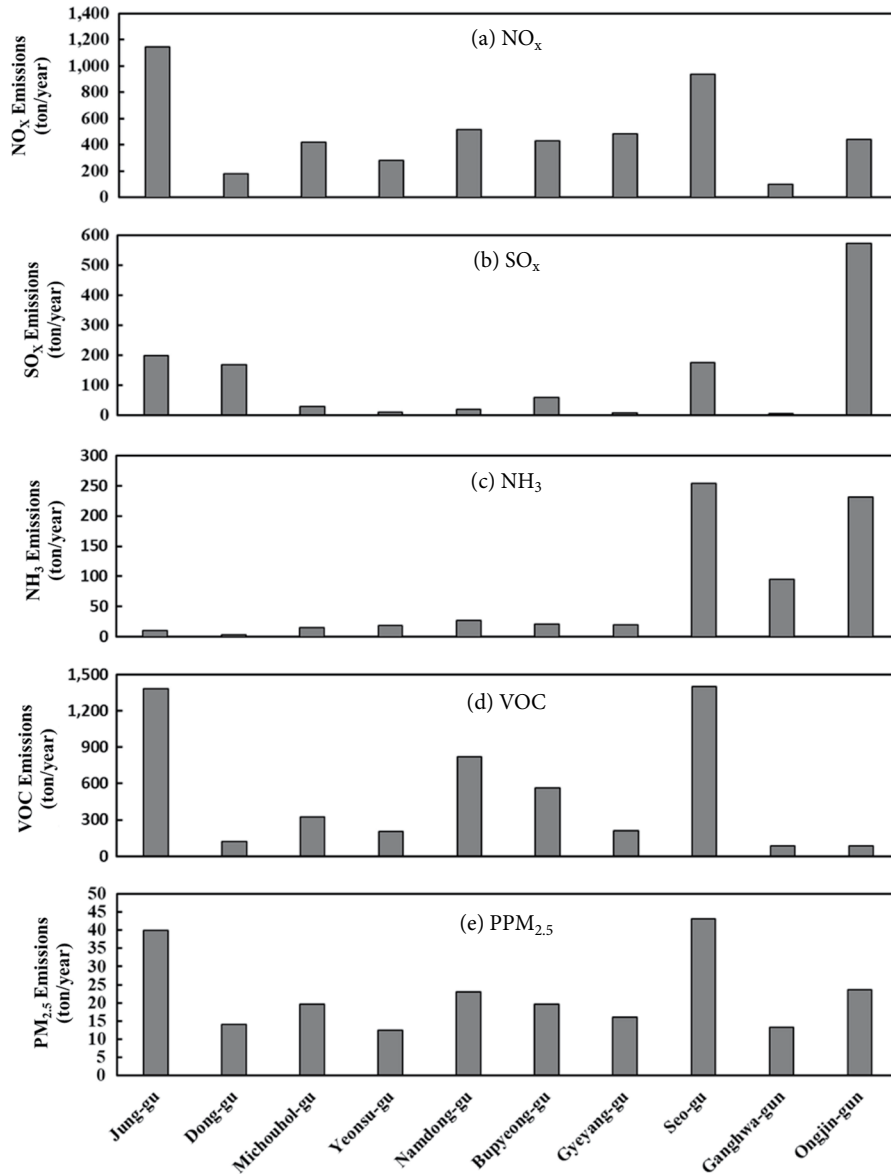 1,400
1,200
1,000
800
600
400
200
0
NOX Emissions
(ton/year)
(a) NOx
600
500
400
300
200
100
0
SOX Emissions
(ton/year)
(b) SOx
300
250
200
150
100
50
0
NH3 Emissions
(ton/year)
(c) NH3
1,500
1,200
900
600
300
0
VOC Emissions
(ton/year)
(d) VOC
50
45
40
35
30
25
20
15
10
5
0
PM2.5 Emissions
(ton/year)
(e) PPM2.5
Jung-gu
Dong-gu
Michouhol-gu
Yeonsu-gu
Namdong-gu
Bupyeong-gu
Gyeyang-gu
Seo-gu
Ganghwa-gun
Ongjin-gun